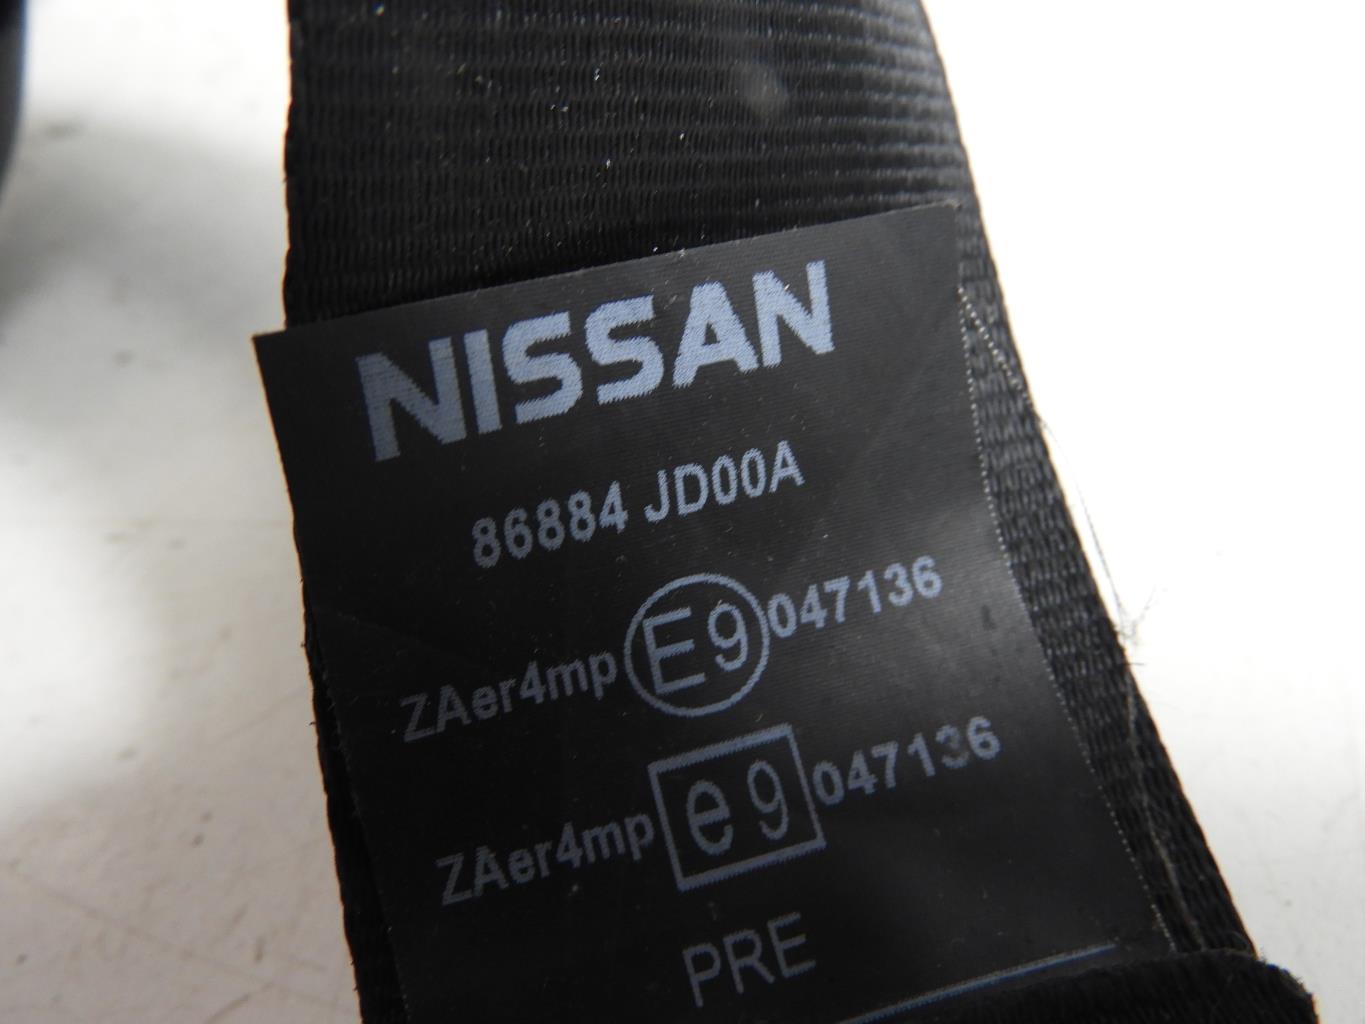 NISSAN
86884 JD00A
ZAer4mp E9 047136
ZAer4mp e9 047136
PRE